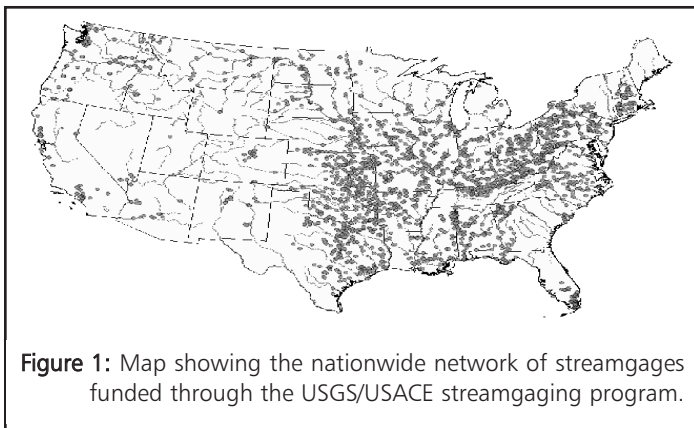 Figure 1: Map showing the nationwide network of streamgages
funded through the USGS/USACE streamgaging program.